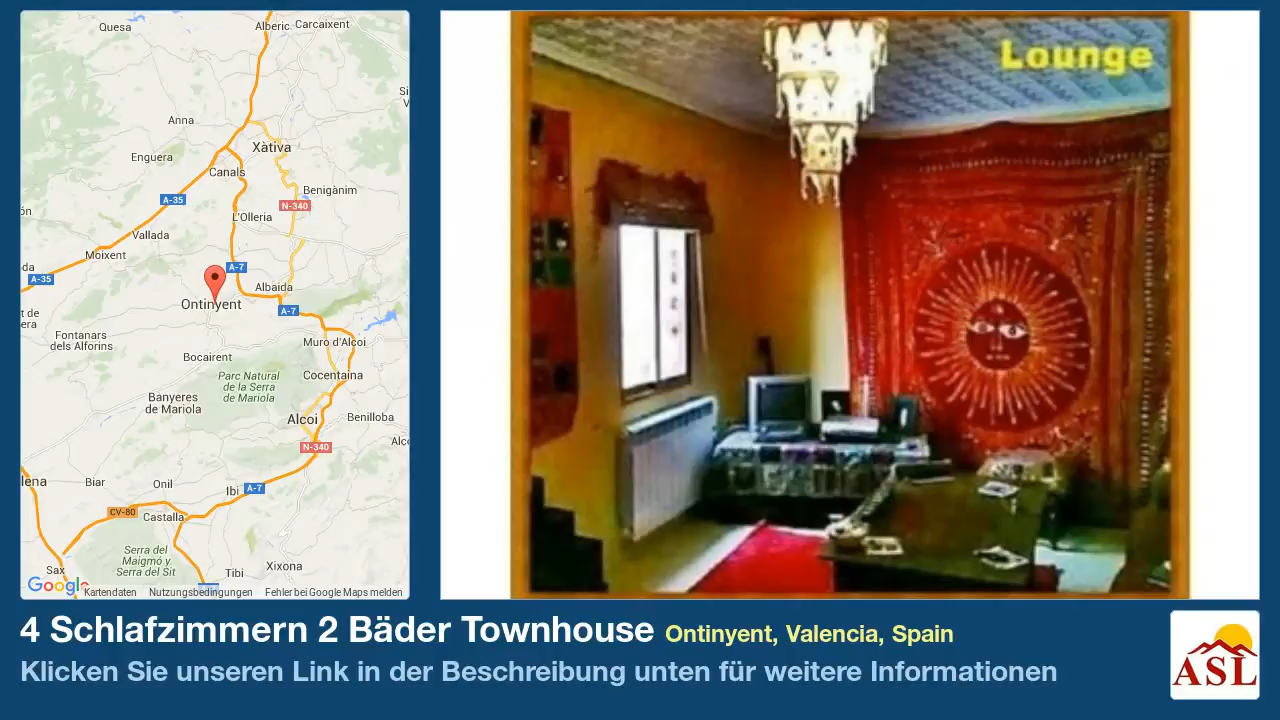 Quesa
Alberic
Carcaixent
Anna
Xàtiva
Enguera
Canals
A-35
Benigànim
N-340
L'Olleria
Vallada
Moixent
A-7
A-35
Albaida
Ontinyent
A-7
Fontanars
dels Alforins
Muro d'Alcoi
Bocairent
Parc Natural
de la Serra
de Mariola
Cocentaina
Banyeres
de Mariola
Alcoi
Benilloba
N-340
Biar
Onil
Ibi
A-7
CV-80
Castalla
Serra del
Maigmó y
Serra del Sit
Sax
Tibi
Xixona
Google
Kartendaten
Nutzungsbedingungen
Fehler bei Google Maps melden
Lounge
4 Schlafzimmern 2 Bäder Townhouse Ontinyent, Valencia, Spain
Klicken Sie unseren Link in der Beschreibung unten für weitere Informationen
ASL